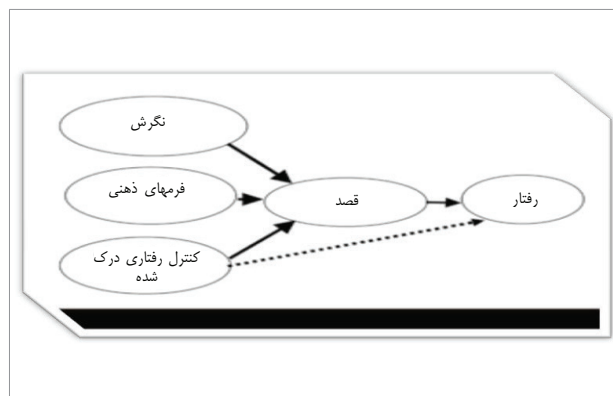 نگرش
فرمهای ذهنی
قصد
رفتار
کنترل رفتاری درک
شده